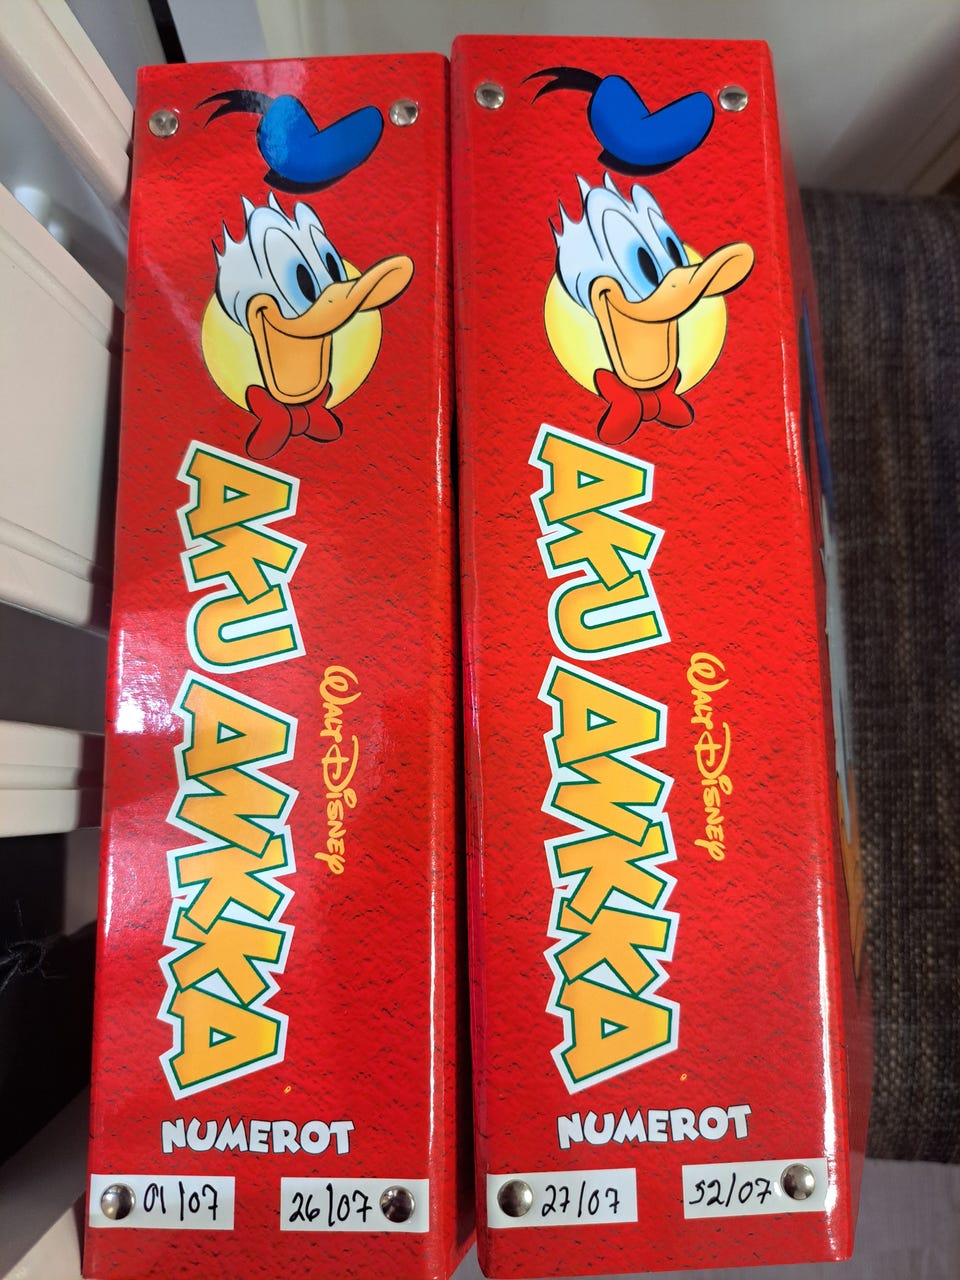 AKU ANKKA
WALT DISNEY
NUMEROT
01/07 26/07
AKU ANKKA
WALT DISNEY
NUMEROT
27/07 52/07